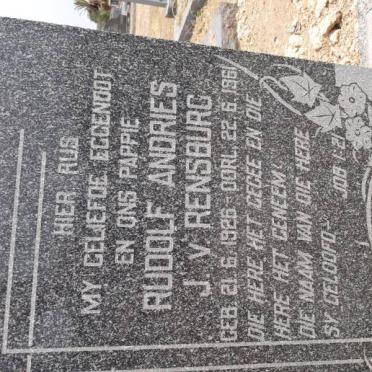 HIER RUS
MY GELIEFDE EGGENOOT
EN ONS PAPPIE
RUDOLF ANDRIES
J. V. RENSBURG
GEB. 21. 6. 1926 - OORL. 22. 6. 1961
DIE HERE HET GEGEE EN DIE
HERE HET GENEEM;
DIE NAAM VAN DIE HERE
SY GELOOFD—
JOB 1-21